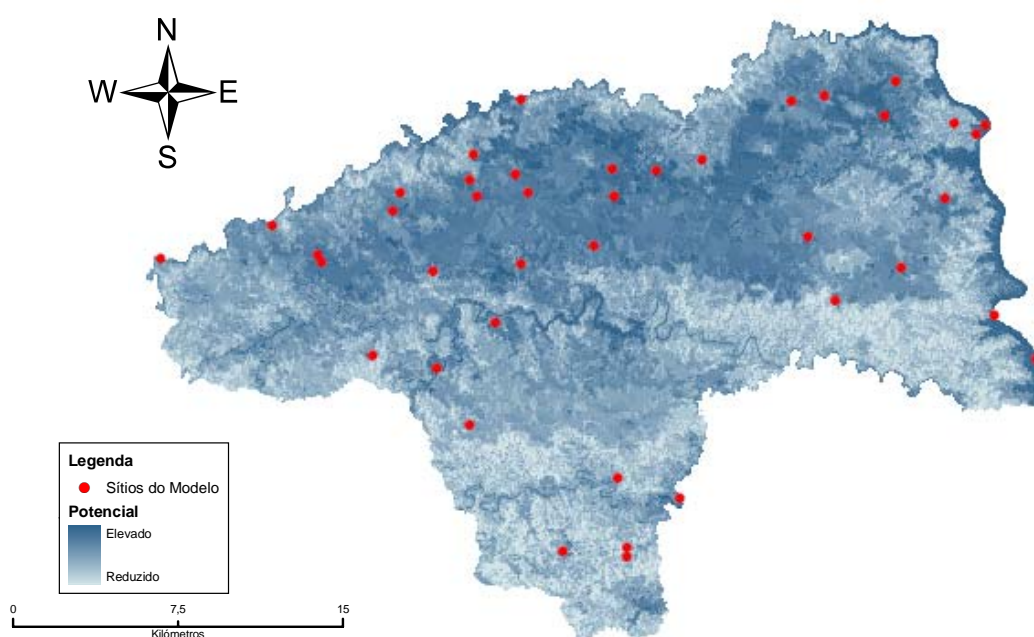 N
W E
S
Legenda
Sítios do Modelo
Potencial
Elevado
Reduzido
0 7,5 15
Kilómetros